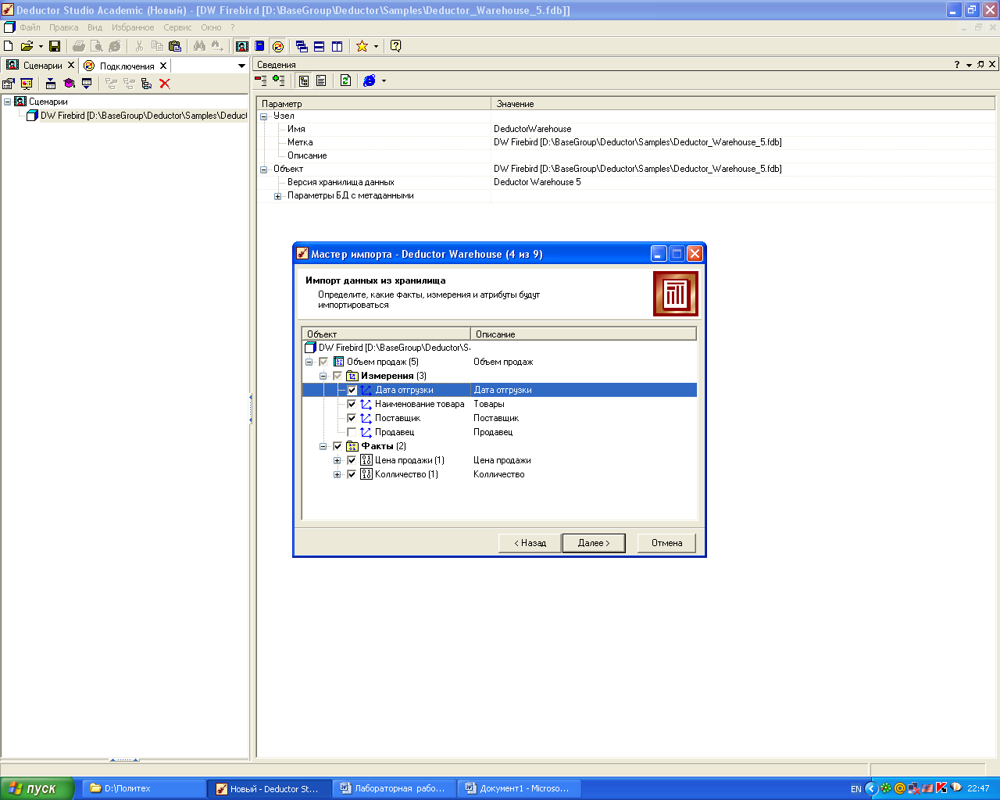 Deductor Studio Academic (Новый) - [DW Firebird [D:\BaseGroup\Deductor\Samples\Deductor_Warehouse_5.fdb]]
Файл Правка Вид Избранное Сервис Окно ?
Сценарии Подключения
Сведения
Сценарии
DW Firebird [D:\BaseGroup\Deductor\Samples\Deduct
Параметр Значение
Узел
Имя DeductorWarehouse
Метка DW Firebird [D:\BaseGroup\Deductor\Samples\Deductor_Warehouse_5.fdb]
Описание
Объект DW Firebird [D:\BaseGroup\Deductor\Samples\Deductor_Warehouse_5.fdb]
Версия хранилища данных Deductor Warehouse 5
Параметры БД с метаданными
Мастер импорта - Deductor Warehouse (4 из 9)
Импорт данных из хранилища
Определите, какие факты, измерения и атрибуты будут
импортироваться
Объект Описание
DW Firebird [D:\BaseGroup\Deductor\S.
Объем продаж (5) Объем продаж
Измерения (3)
Дата отгрузки Дата отгрузки
Наименование товара Товары
Поставщик Поставщик
Продавец Продавец
Факты (2)
Цена продажи (1) Цена продажи
Колличество (1) Колличество
< Назад Далее > Отмена
пуск D:\Политех Новый - Deductor St... Лабораторная рабо... Документ1 - Microso... EN 22:47